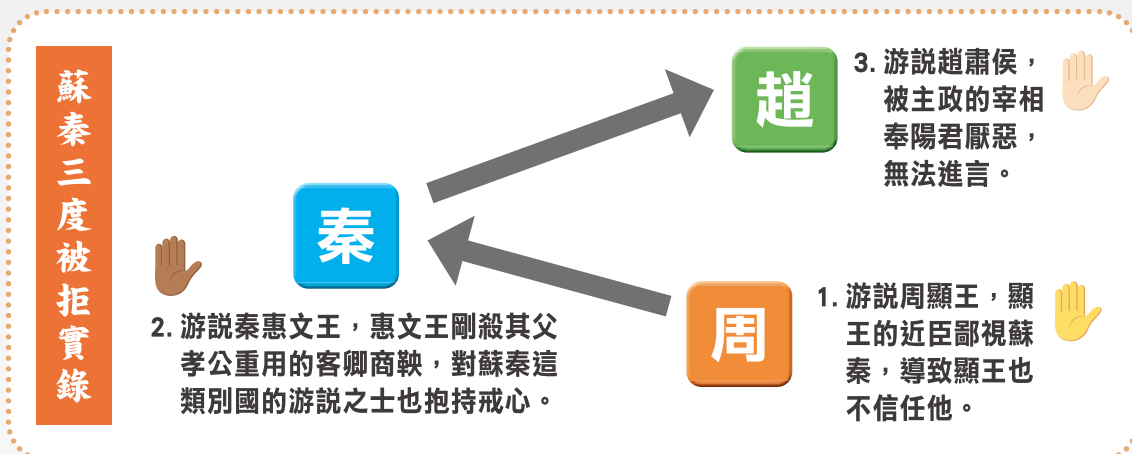 蘇秦三度被拒實錄
趙
3. 游説趙肅侯，
被主政的宰相
奉陽君厭惡，
無法進言。
秦
2. 游説秦惠文王，惠文王剛殺其父
孝公重用的客卿商鞅，對蘇秦這
類別國的游説之士也抱持戒心。
周
1. 游説周顯王，顯
王的近臣鄙視蘇
秦，導致顯王也
不信任他。